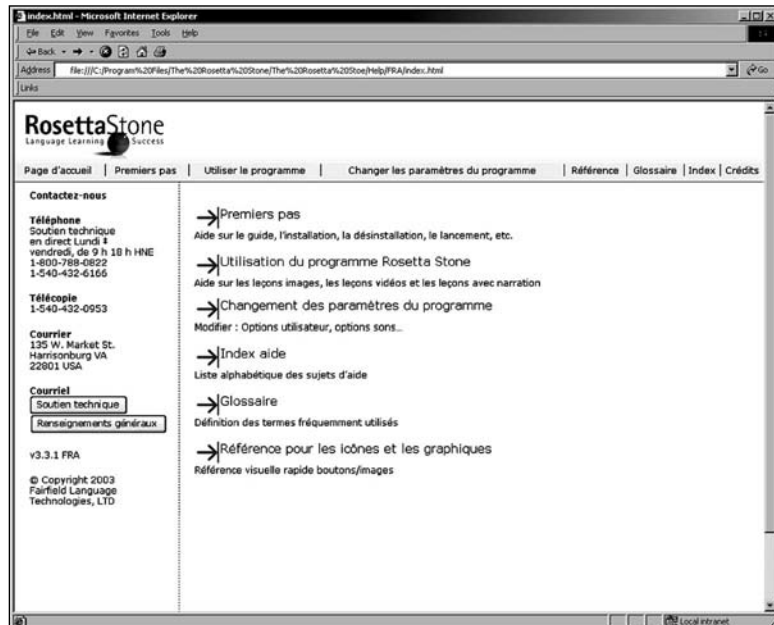 index.html - Microsoft Internet Explorer
File Edit View Favorites Tools Help
Back
Address file:///C:/Program%20Files/The%20Rosetta%20Stone/The%20Rosetta%20Stoe/Help/FRA/index.html Go
Links
RosettaStone
Language Learning Success
Page d'accueil | Premiers pas | Utiliser le programme | Changer les paramètres du programme | Référence | Glossaire | Index | Crédits
Contactez-nous
Téléphone
Soutien technique
en direct Lundi ‡
vendredi, de 9 h 18 h HNE
1-800-788-0822
1-540-432-6166
Télécopie
1-540-432-0953
Courrier
135 W. Market St.
Harrisonburg VA
22801 USA
Courriel
Soutien technique
Renseignements généraux
v3.3.1 FRA
© Copyright 2003
Fairfield Language
Technologies, LTD
Premiers pas
Aide sur le guide, l'installation, la désinstallation, le lancement, etc.
Utilisation du programme Rosetta Stone
Aide sur les leçons images, les leçons vidéos et les leçons avec narration
Changement des paramètres du programme
Modifier : Options utilisateur, options sons...
Index aide
Liste alphabétique des sujets d'aide
Glossaire
Définition des termes fréquemment utilisés
Référence pour les icônes et les graphiques
Référence visuelle rapide boutons/images
Local intranet